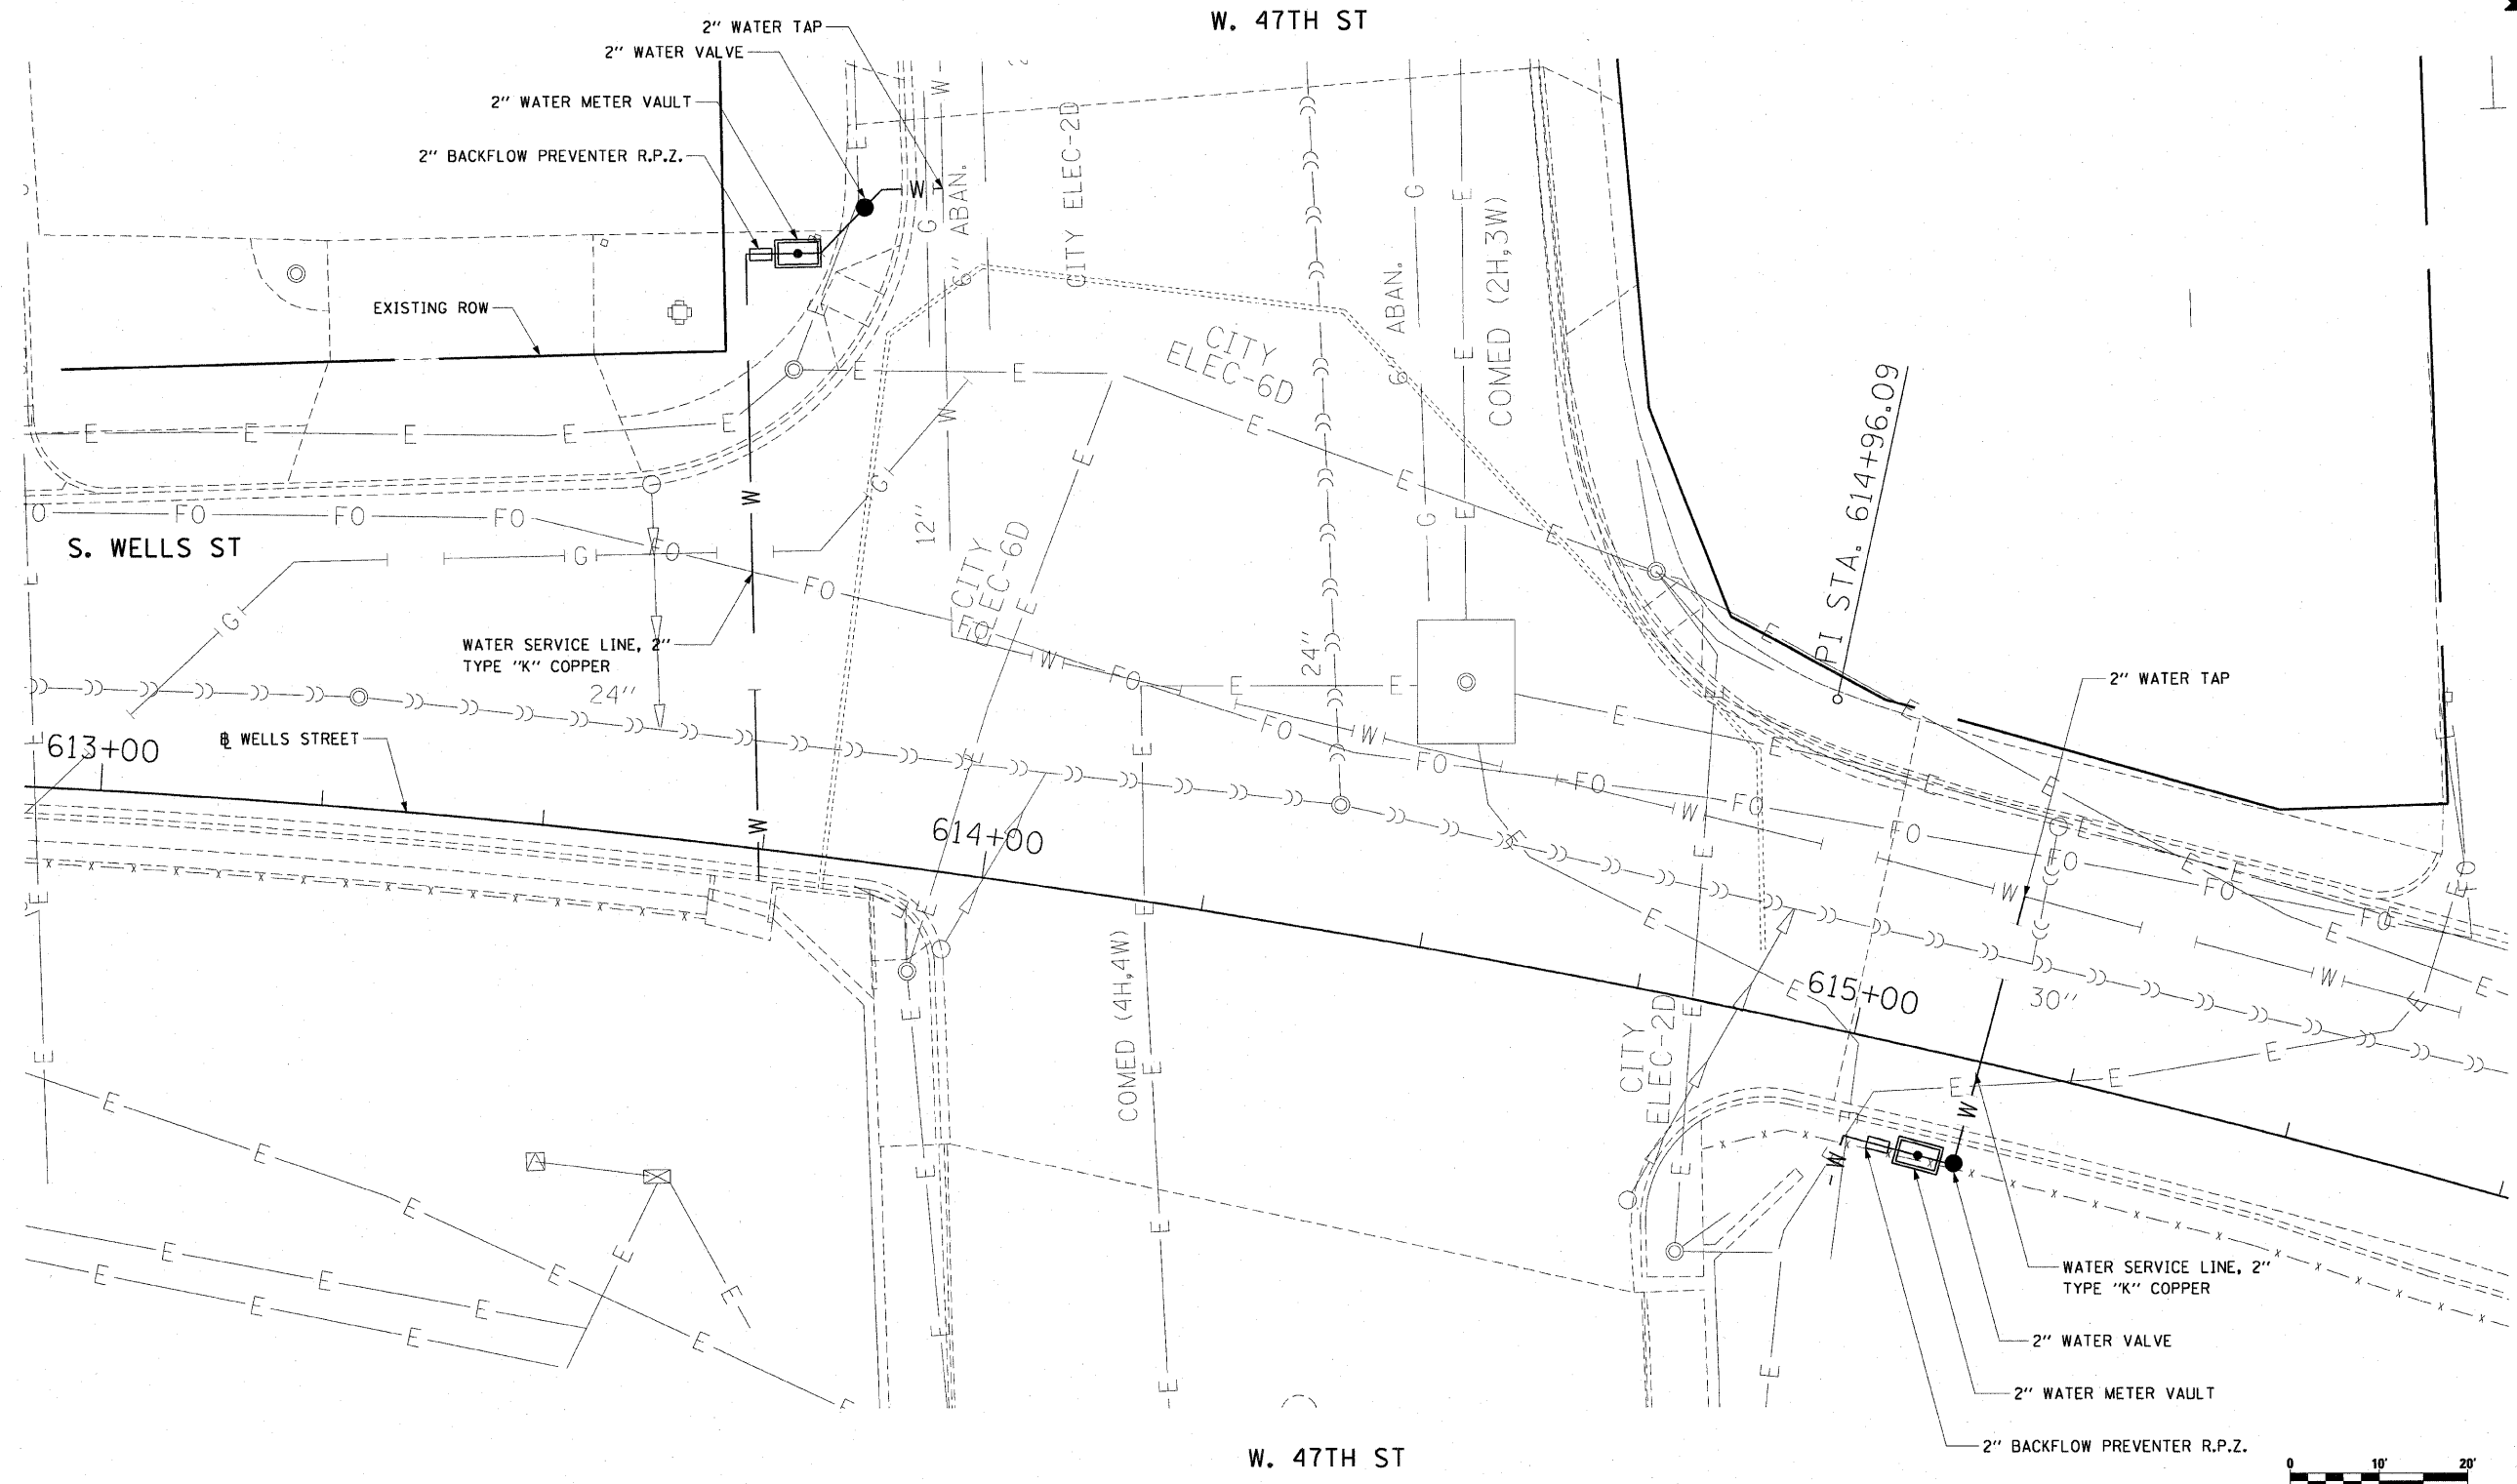 W. 47TH ST
2" WATER TAP
2" WATER VALVE
2" WATER METER VAULT
2" BACKFLOW PREVENTER R.P.Z.
EXISTING ROW
6" ABAN.
CITY ELEC-2D
6" ABAN.
COMED (2H,3W)
CITY
ELEC-6D
PI STA. 614+96.09
S. WELLS ST
12"
CITY
ELEC-6D
WATER SERVICE LINE, 2"
TYPE "K" COPPER
24"
24"
2" WATER TAP
613+00
WELLS STREET
614+00
COMED (4H,4W)
615+00
30"
CITY
ELEC-2D
WATER SERVICE LINE, 2"
TYPE "K" COPPER
2" WATER VALVE
2" WATER METER VAULT
2" BACKFLOW PREVENTER R.P.Z.
W. 47TH ST
0 10' 20'